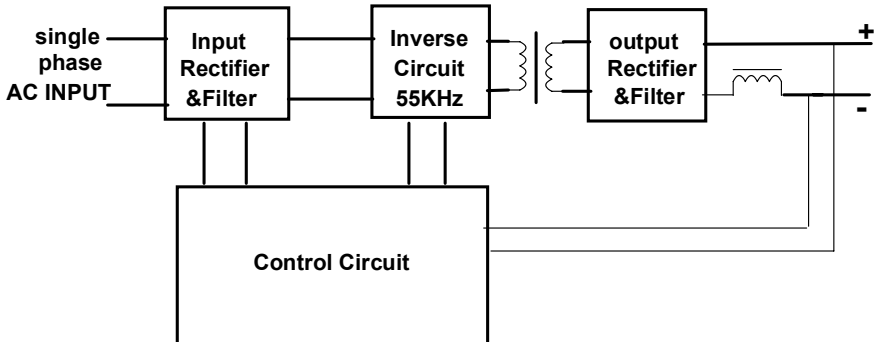 single
phase
AC INPUT
Input
Rectifier
&Filter
Inverse
Circuit
55KHz
output
Rectifier
&Filter
+
-
Control Circuit